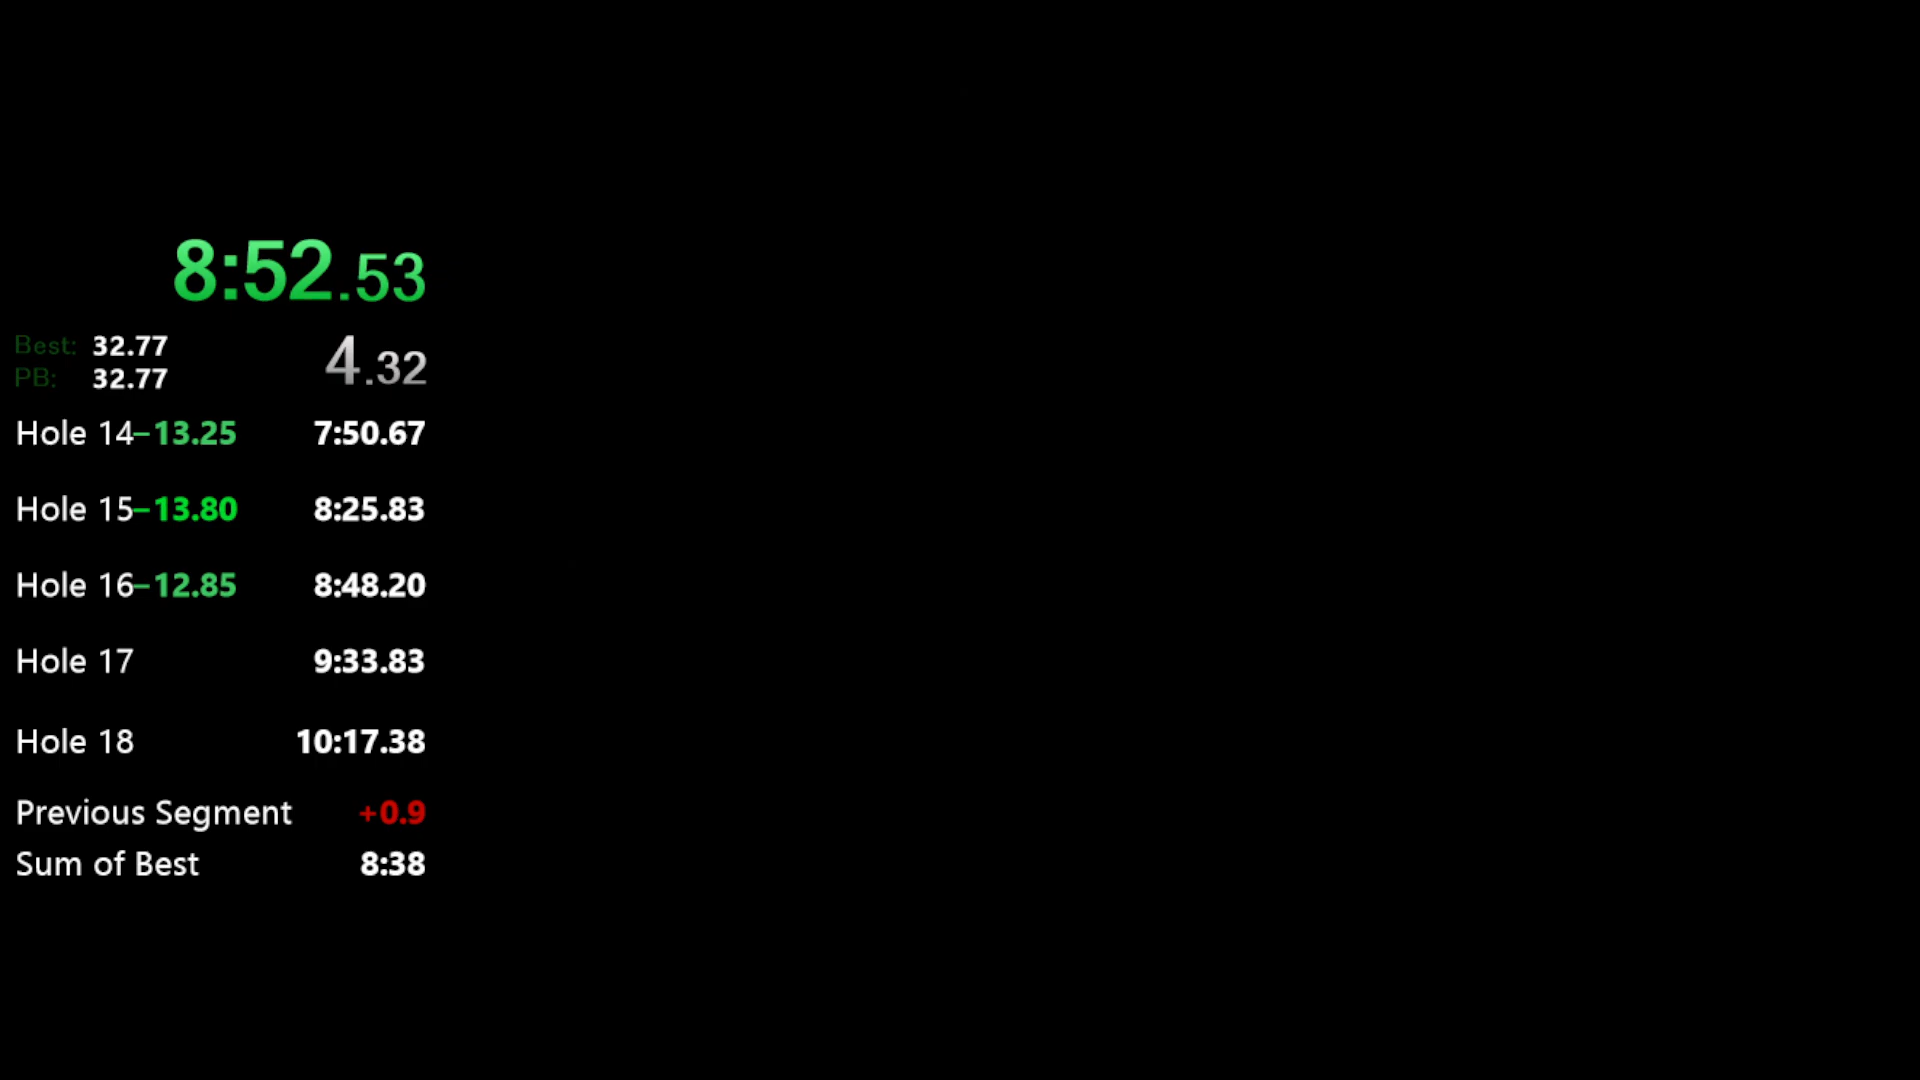 8:52.53
Best: 32.77
PB: 32.77
4.32
Hole 14 −13.25 7:50.67
Hole 15 −13.80 8:25.83
Hole 16 −12.85 8:48.20
Hole 17 9:33.83
Hole 18 10:17.38
Previous Segment +0.9
Sum of Best 8:38